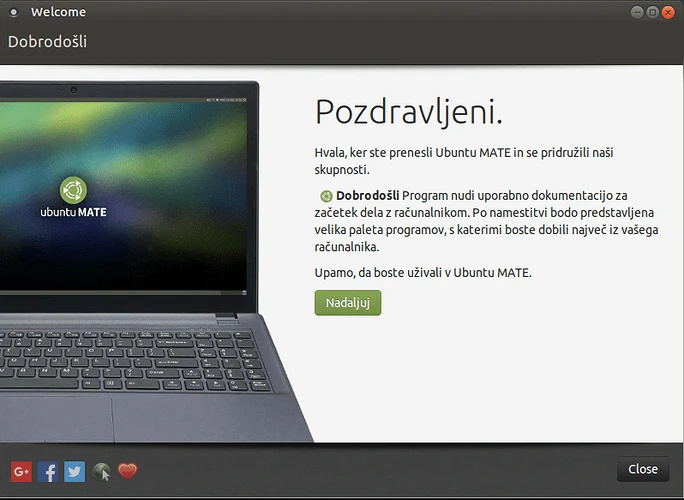 Welcome
Dobrodošli
Pozdravljeni.
Hvala, ker ste prenesli Ubuntu MATE in se pridružili naši
skupnosti.
Dobrodošli Program nudi uporabno dokumentacijo za
začetek dela z računalnikom. Po namestitvi bodo predstavljena
velika paleta programov, s katerimi boste dobili največ iz vašega
računalnika.
Upamo, da boste uživali v Ubuntu MATE.
Nadaljuj
ubuntu MATE
G+
f
Close